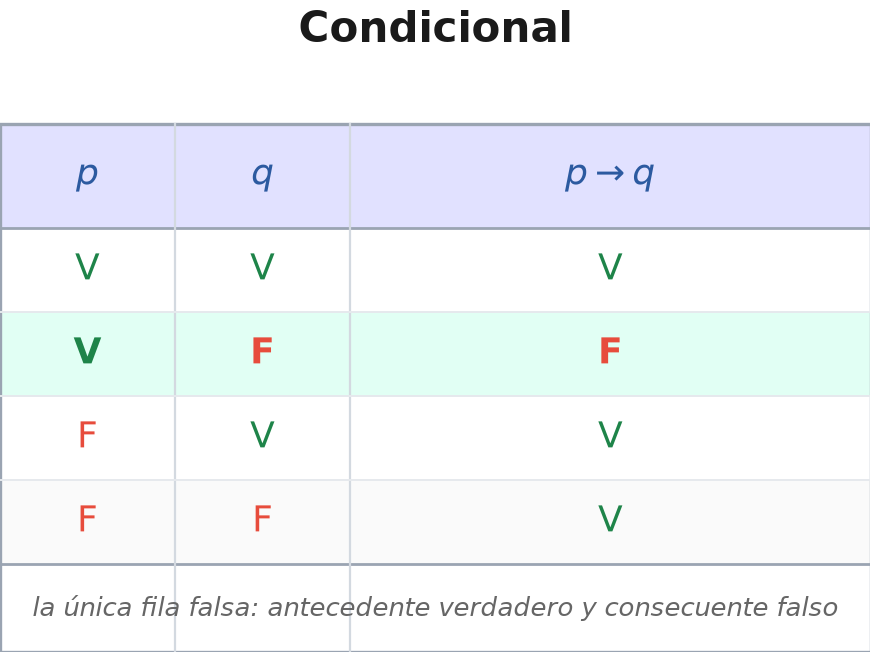 Condicional
p q p → q
V V V
V F F
F V V
F F V
la única fila falsa: antecedente verdadero y consecuente falso